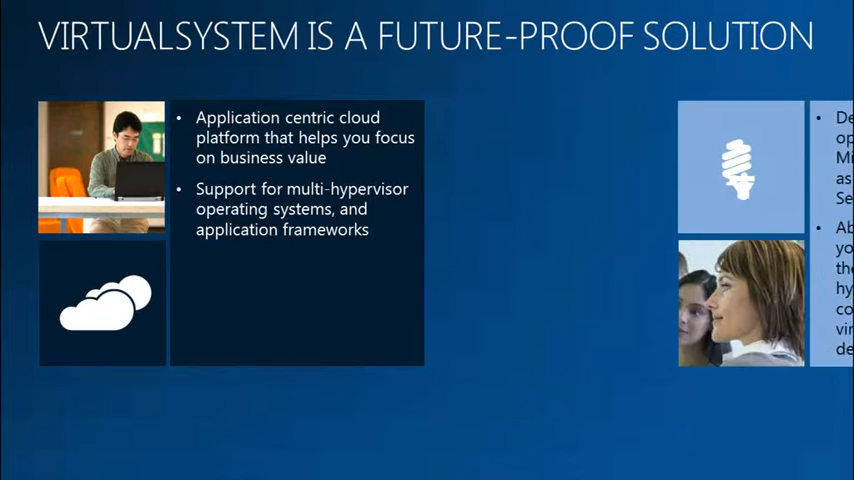 VIRTUALSYSTEM IS A FUTURE-PROOF SOLUTION
• Application centric cloud
platform that helps you focus
on business value
• Support for multi-hypervisor
operating systems, and
application frameworks
•
as